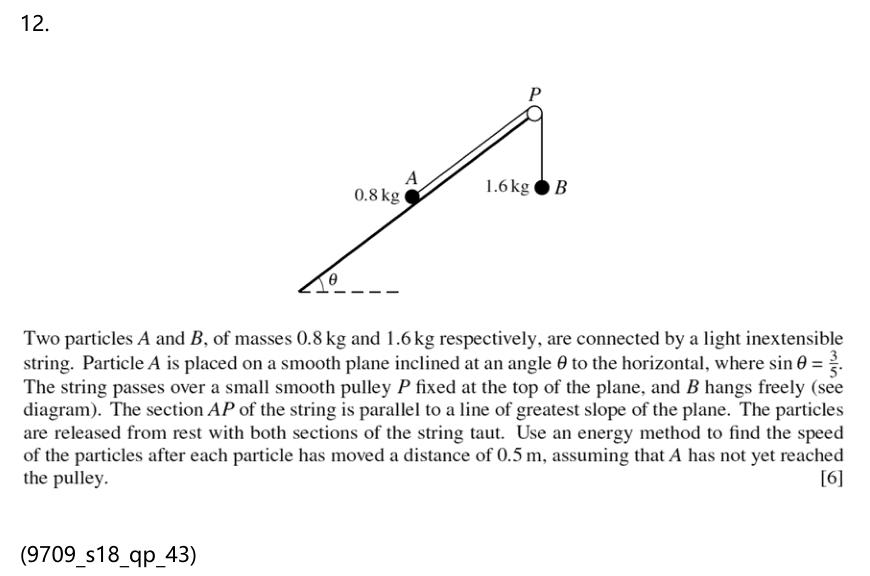 12.
P
A
0.8 kg
1.6 kg
B
θ
Two particles A and B, of masses 0.8 kg and 1.6 kg respectively, are connected by a light inextensible
string. Particle A is placed on a smooth plane inclined at an angle θ to the horizontal, where sin θ = 3/5.
The string passes over a small smooth pulley P fixed at the top of the plane, and B hangs freely (see
diagram). The section AP of the string is parallel to a line of greatest slope of the plane. The particles
are released from rest with both sections of the string taut. Use an energy method to find the speed
of the particles after each particle has moved a distance of 0.5 m, assuming that A has not yet reached
the pulley. [6]
(9709_s18_qp_43)